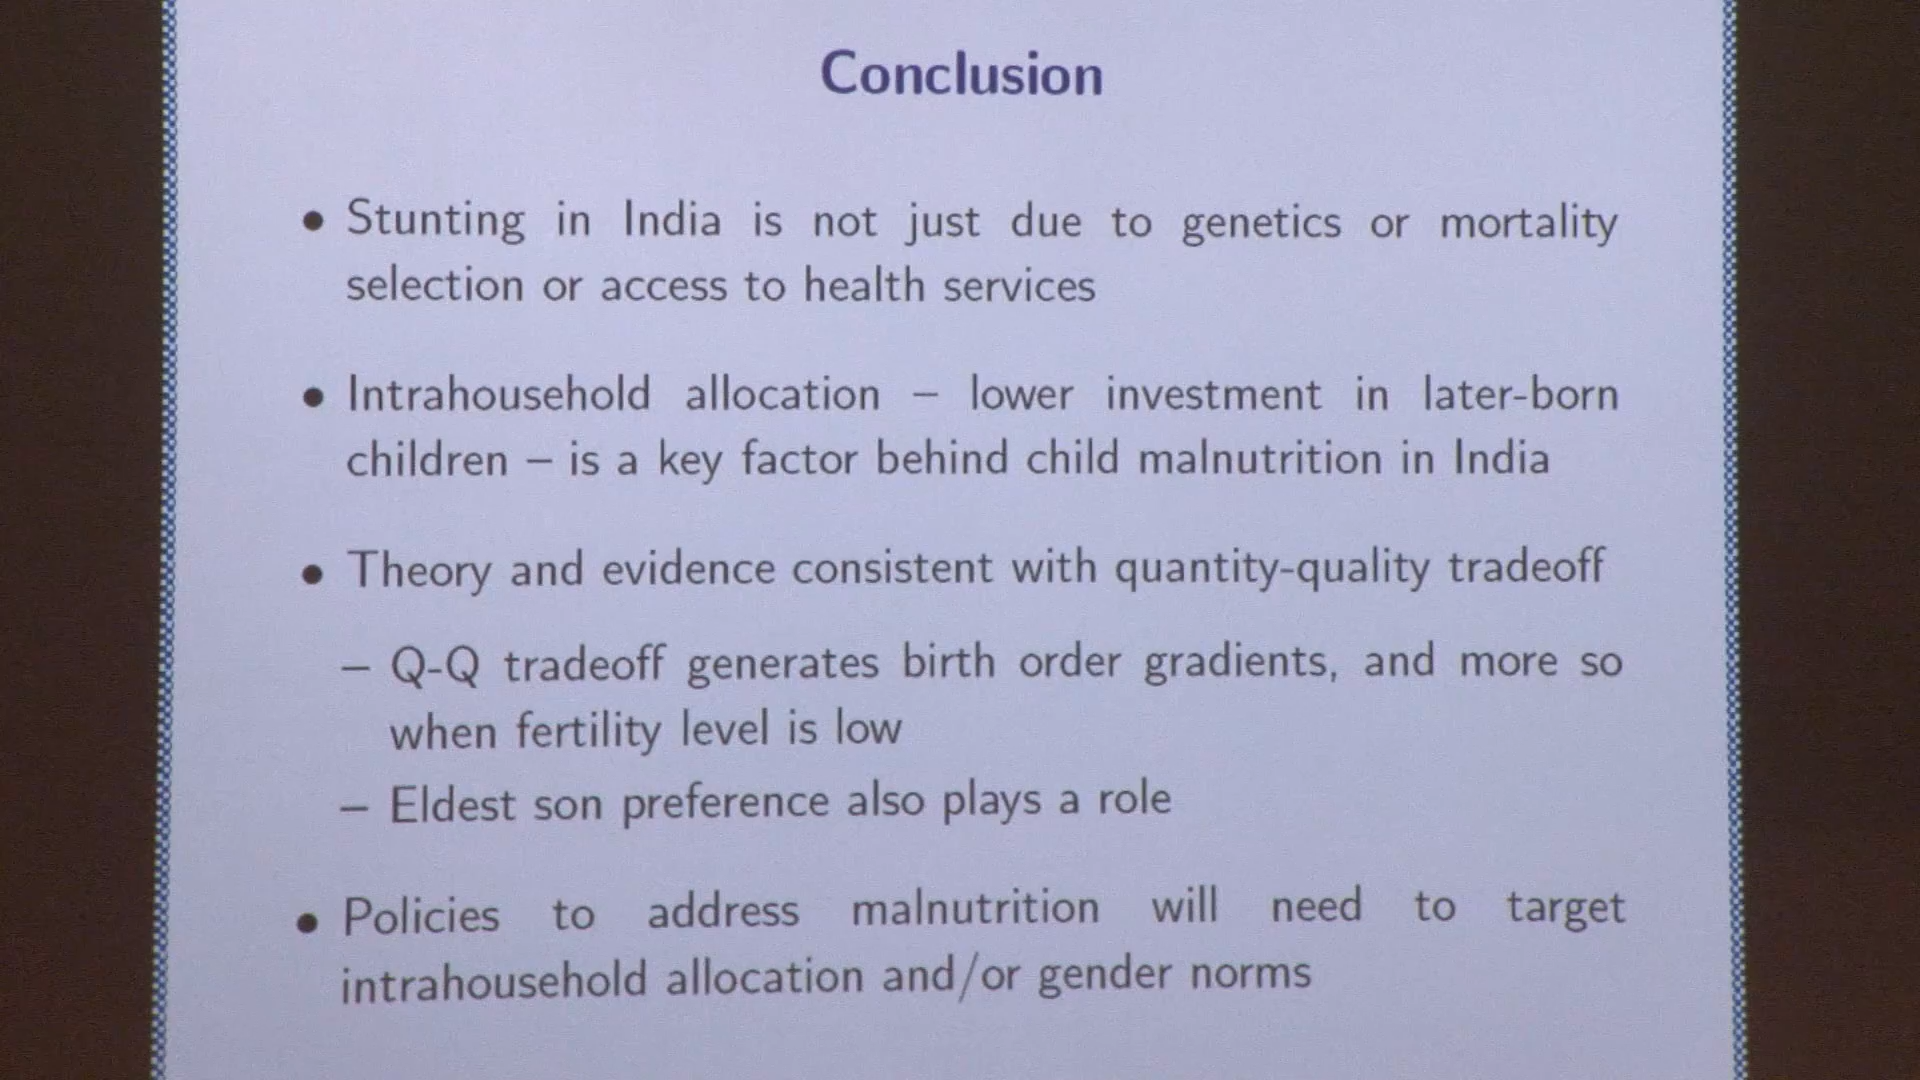 Conclusion
• Stunting in India is not just due to genetics or mortality
selection or access to health services
• Intrahousehold allocation – lower investment in later-born
children – is a key factor behind child malnutrition in India
• Theory and evidence consistent with quantity-quality tradeoff
– Q-Q tradeoff generates birth order gradients, and more so
when fertility level is low
– Eldest son preference also plays a role
• Policies to address malnutrition will need to target
intrahousehold allocation and/or gender norms